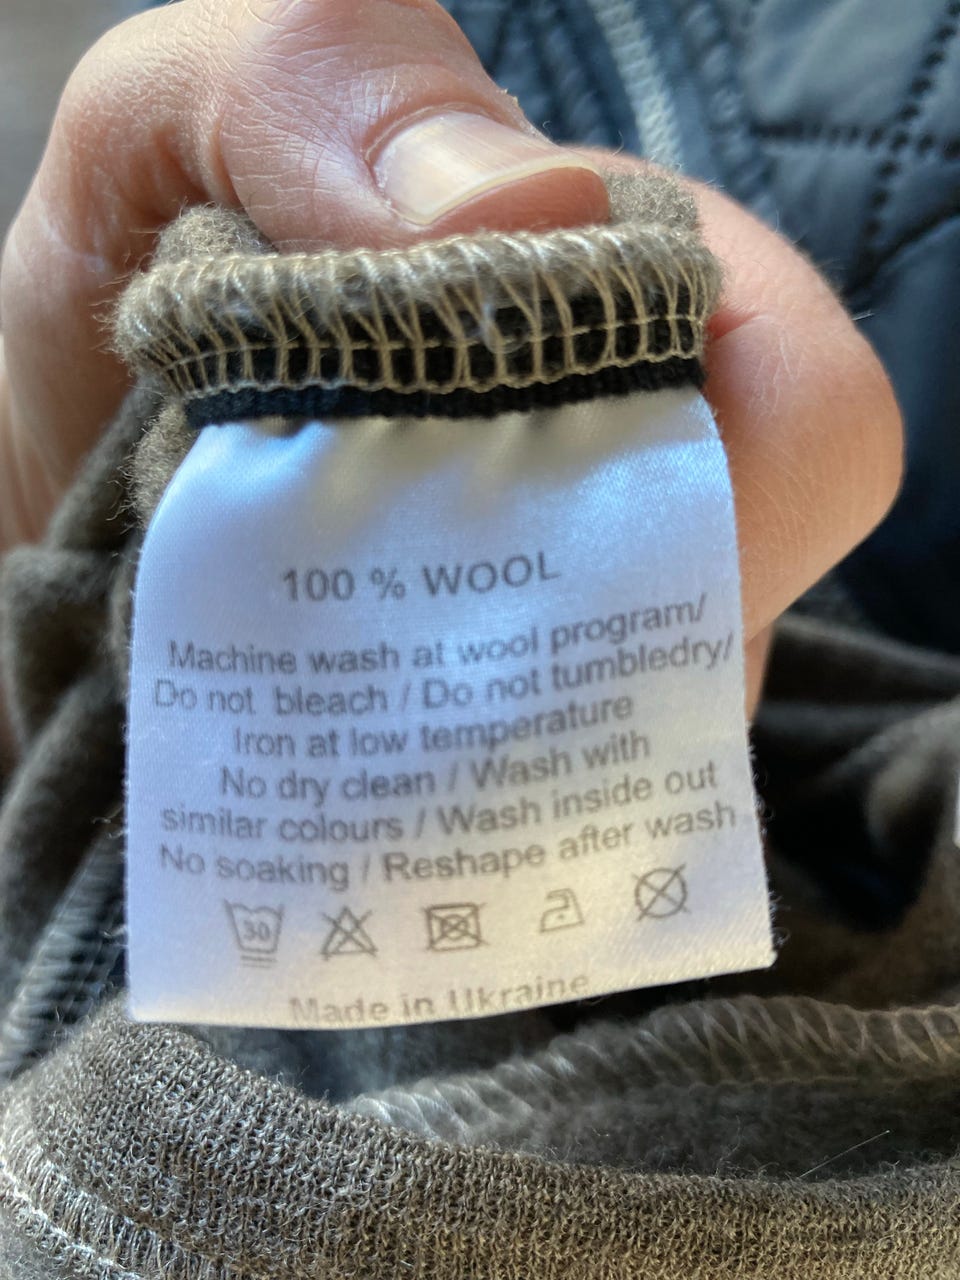 100 % WOOL
Machine wash at wool program/
Do not bleach / Do not tumbledry/
Iron at low temperature
No dry clean / Wash with
similar colours / Wash inside out
No soaking / Reshape after wash
30
Made in Ukraine